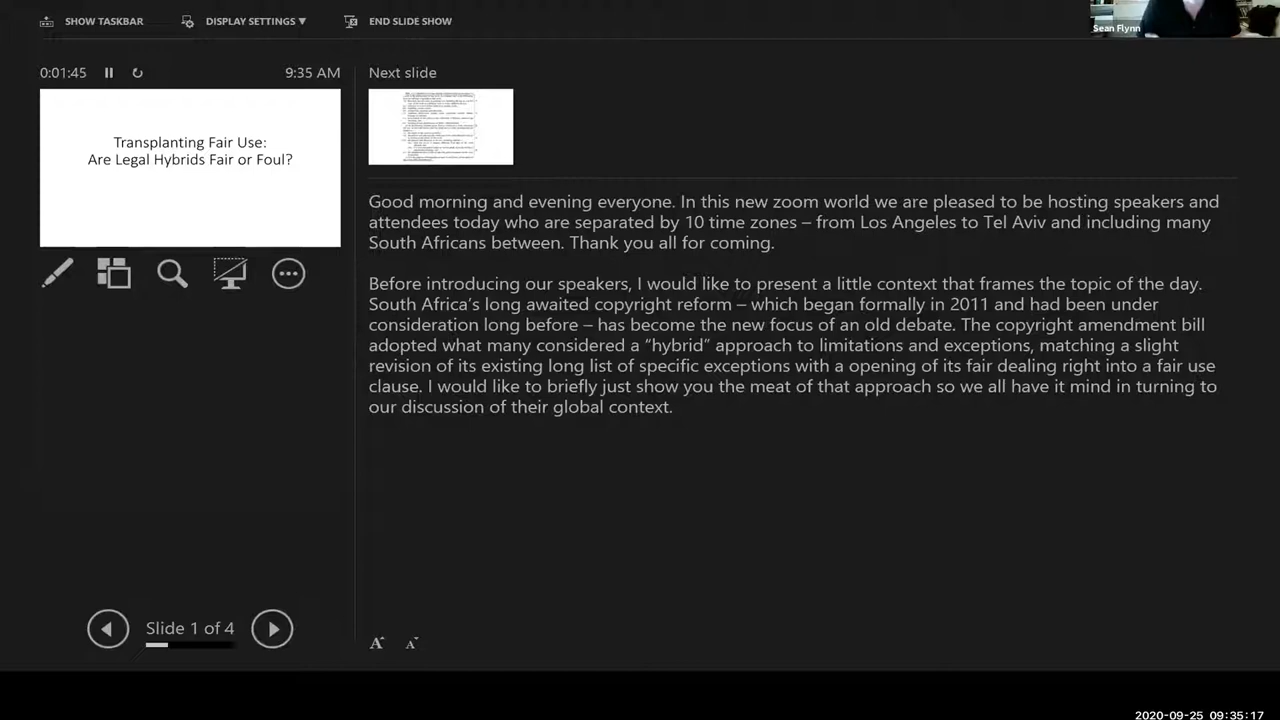 SHOW TASKBAR
DISPLAY SETTINGS ▼
END SLIDE SHOW
Sean Flynn
0:01:45
9:35 AM
Next slide
Transplanting Fair Use:
Are Legal Hybrids Fair or Foul?
Good morning and evening everyone. In this new zoom world we are pleased to be hosting speakers and
attendees today who are separated by 10 time zones – from Los Angeles to Tel Aviv and including many
South Africans between. Thank you all for coming.
Before introducing our speakers, I would like to present a little context that frames the topic of the day.
South Africa's long awaited copyright reform – which began formally in 2011 and had been under
consideration long before – has become the new focus of an old debate. The copyright amendment bill
adopted what many considered a "hybrid" approach to limitations and exceptions, matching a slight
revision of its existing long list of specific exceptions with a opening of its fair dealing right into a fair use
clause. I would like to briefly just show you the meat of that approach so we all have it mind in turning to
our discussion of their global context.
Slide 1 of 4
A A
2020-09-25 09:35:17